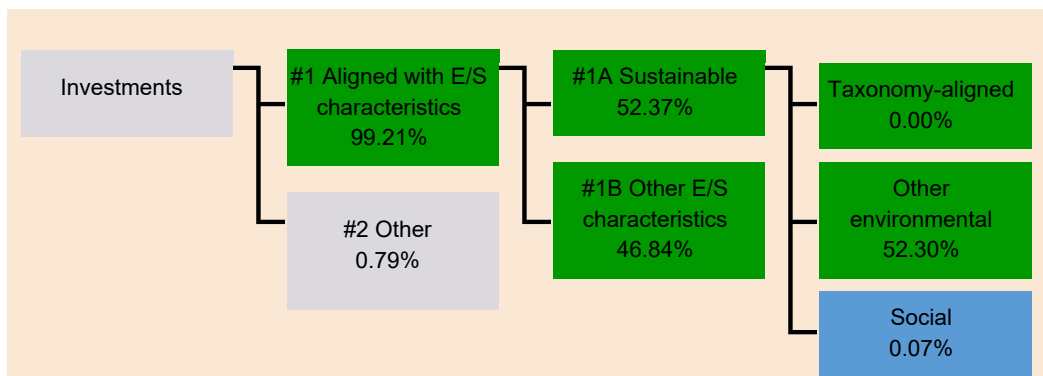 Investments
#1 Aligned with E/S
characteristics
99.21%
#2 Other
0.79%
#1A Sustainable
52.37%
#1B Other E/S
characteristics
46.84%
Taxonomy-aligned
0.00%
Other
environmental
52.30%
Social
0.07%